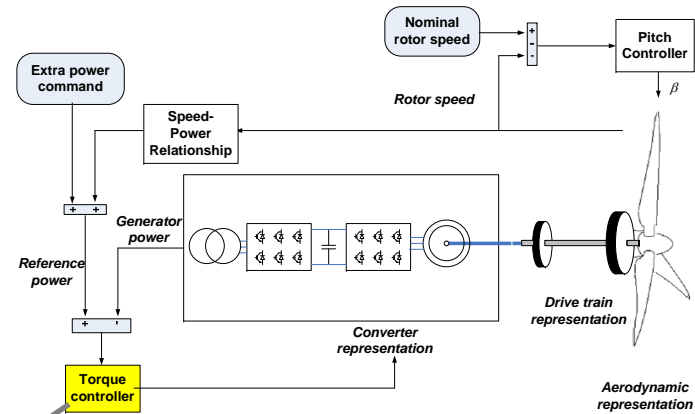 Nominal
rotor speed
+
-
-
Pitch
Controller
β
Extra power
command
Rotor speed
Speed-
Power
Relationship
+ +
Generator
power
Reference
power
+ -
Drive train
representation
Converter
representation
Torque
controller
Aerodynamic
representation